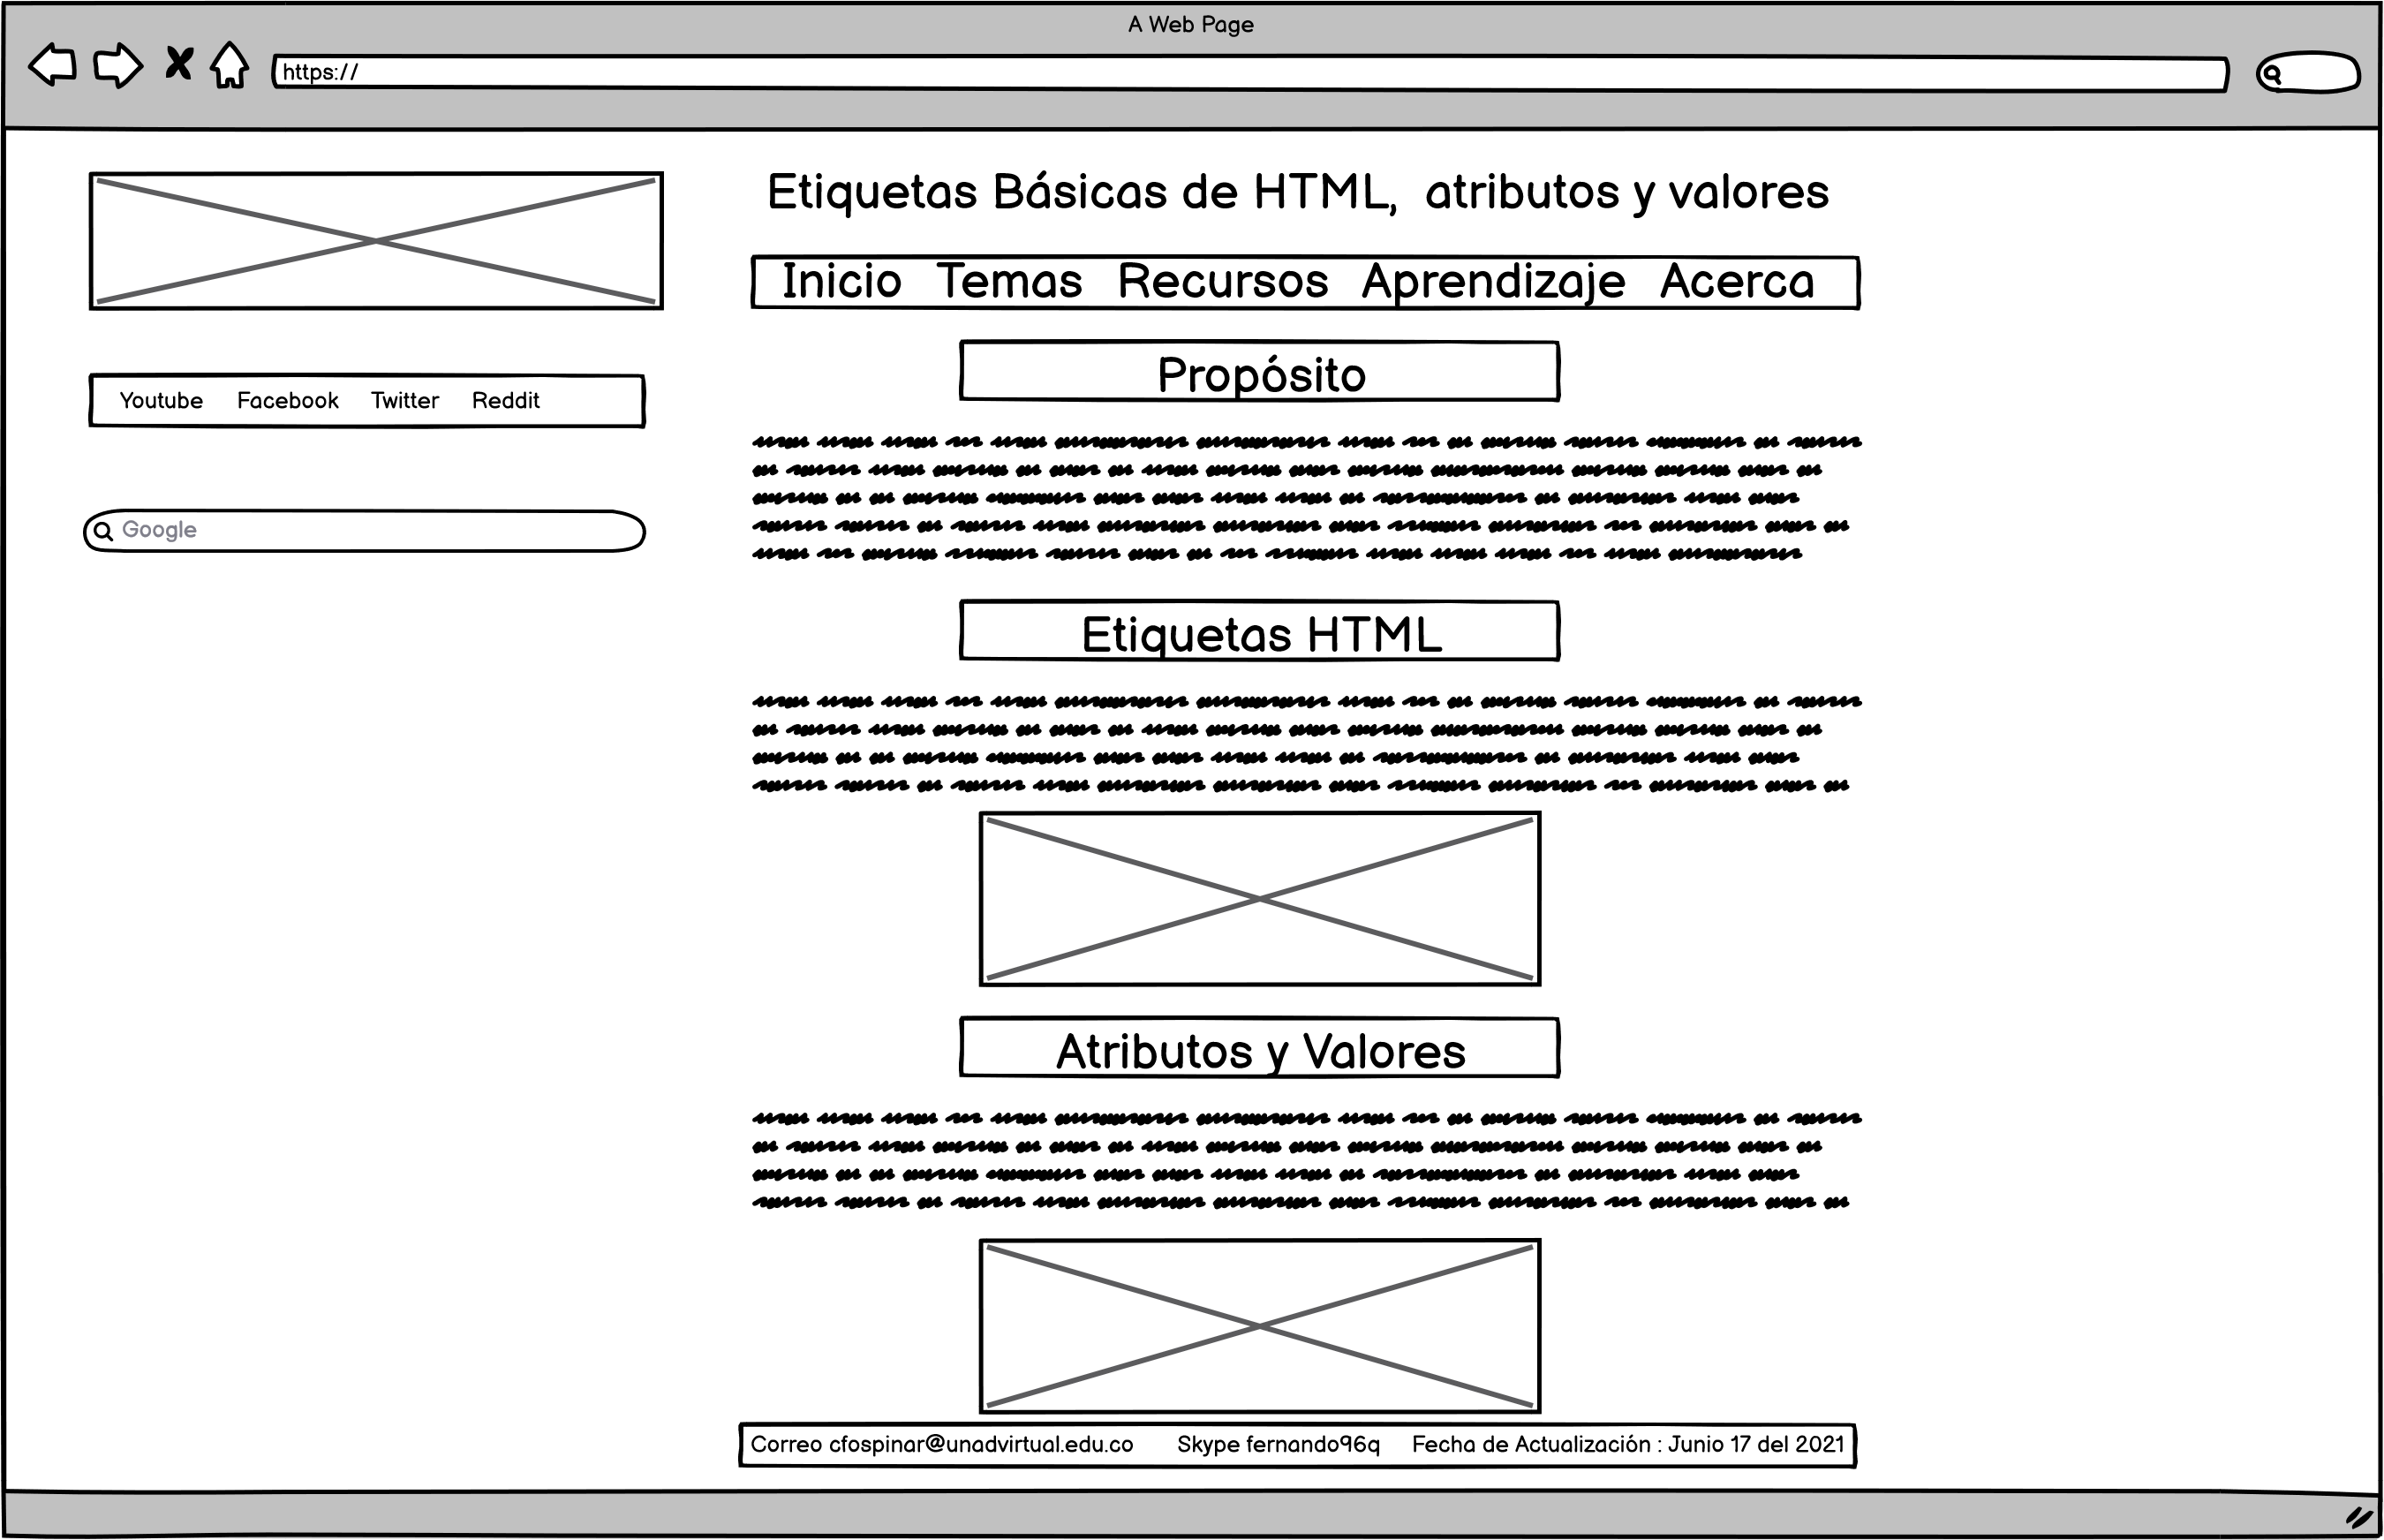 A Web Page
https://
Etiquetas Básicas de HTML, atributos y valores
Inicio Temas Recursos Aprendizaje Acerca
Propósito
Youtube Facebook Twitter Reddit
Google
Etiquetas HTML
Atributos y Valores
Correo cfospinar@unadvirtual.edu.co Skype fernando96q Fecha de Actualización : Junio 17 del 2021